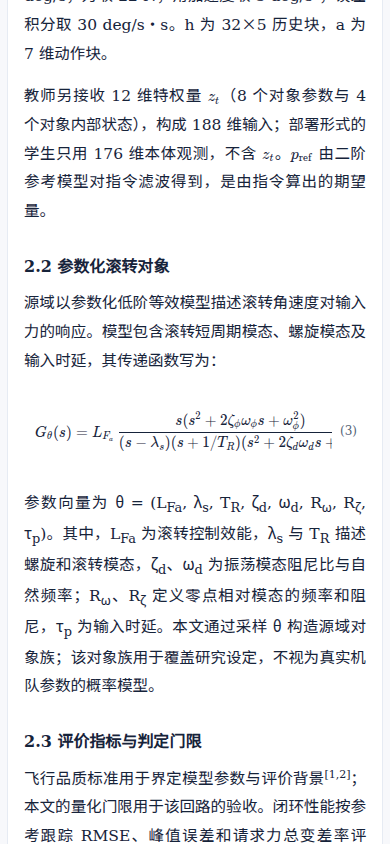 积分取 30 deg/s·s。h 为 32×5 历史块，a 为
7 维动作块。
教师另接收 12 维特权量 zₜ（8 个对象参数与 4
个对象内部状态），构成 188 维输入；部署形式的
学生只用 176 维本体观测，不含 zₜ。p_ref 由二阶
参考模型对指令滤波得到，是由指令算出的期望
量。
2.2 参数化滚转对象
源域以参数化低阶等效模型描述滚转角速度对输入
力的响应。模型包含滚转短周期模态、螺旋模态及
输入时延，其传递函数写为：
G_θ(s) = L_{F_a} s(s² + 2ζ_ϕω_ϕs + ω_ϕ²) / (s − λ_s)(s + 1/T_R)(s² + 2ζ_dω_ds + (3)
参数向量为 θ = (L_Fa, λ_s, T_R, ζ_d, ω_d, R_ω, R_ζ,
τ_p)。其中，L_Fa 为滚转控制效能，λ_s 与 T_R 描述
螺旋和滚转模态，ζ_d、ω_d 为振荡模态阻尼比与自
然频率；R_ω、R_ζ 定义零点相对模态的频率和阻
尼，τ_p 为输入时延。本文通过采样 θ 构造源域对
象族；该对象族用于覆盖研究设定，不视为真实机
队参数的概率模型。
2.3 评价指标与判定门限
飞行品质标准用于界定模型参数与评价背景[1,2]；
本文的量化门限用于该回路的验收。闭环性能按参
考跟踪 RMSE、峰值误差和请求力总变差率评